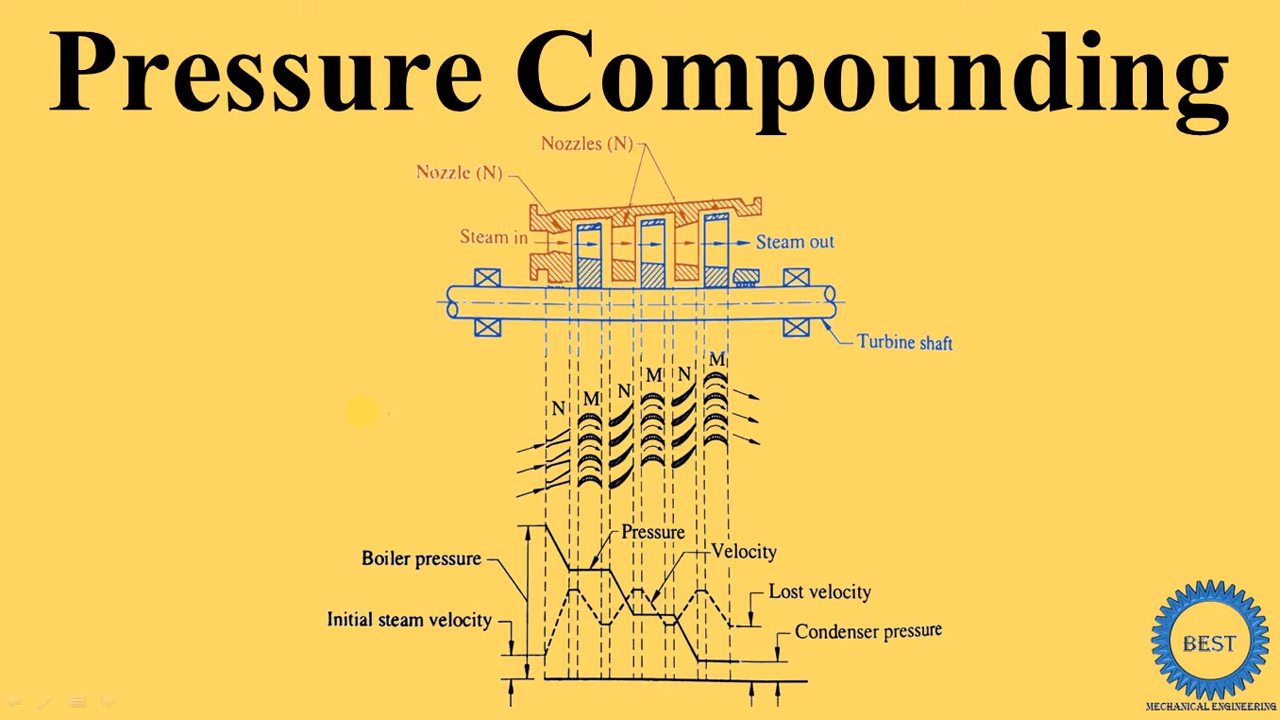 Pressure Compounding
Nozzles (N)
Nozzle (N)
Steam in
Steam out
Turbine shaft
N
M
N
M
N
M
Pressure
Velocity
Boiler pressure
Lost velocity
Initial steam velocity
Condenser pressure
BEST
MECHANICAL ENGINEERING